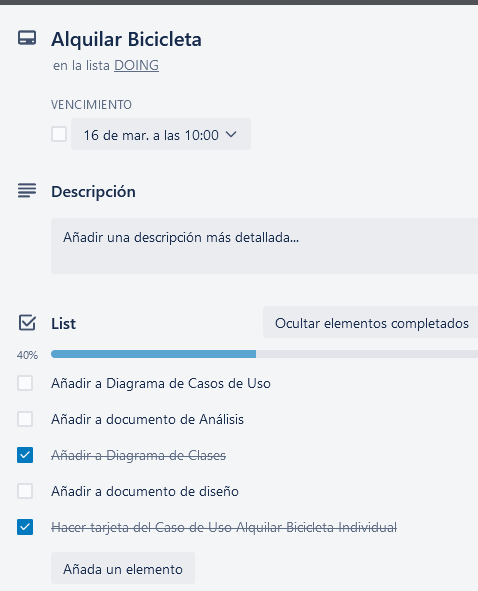 Alquilar Bicicleta
en la lista DOING
VENCIMIENTO
16 de mar. a las 10:00
Descripción
Añadir una descripción más detallada...
List
Ocultar elementos completados
40%
Añadir a Diagrama de Casos de Uso
Añadir a documento de Análisis
Añadir a Diagrama de Clases
Añadir a documento de diseño
Hacer tarjeta del Caso de Uso Alquilar Bicicleta Individual
Añada un elemento